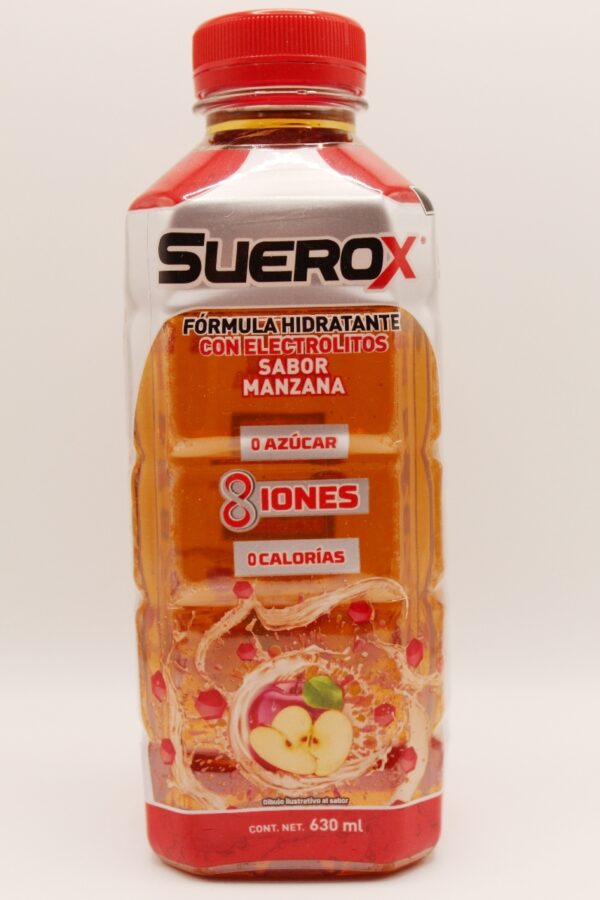 SUEROX®
FÓRMULA HIDRATANTE
CON ELECTROLITOS
SABOR
MANZANA
0 AZÚCAR
8 IONES
0 CALORÍAS
Dibujo ilustrativo al sabor
CONT. NET. 630 ml